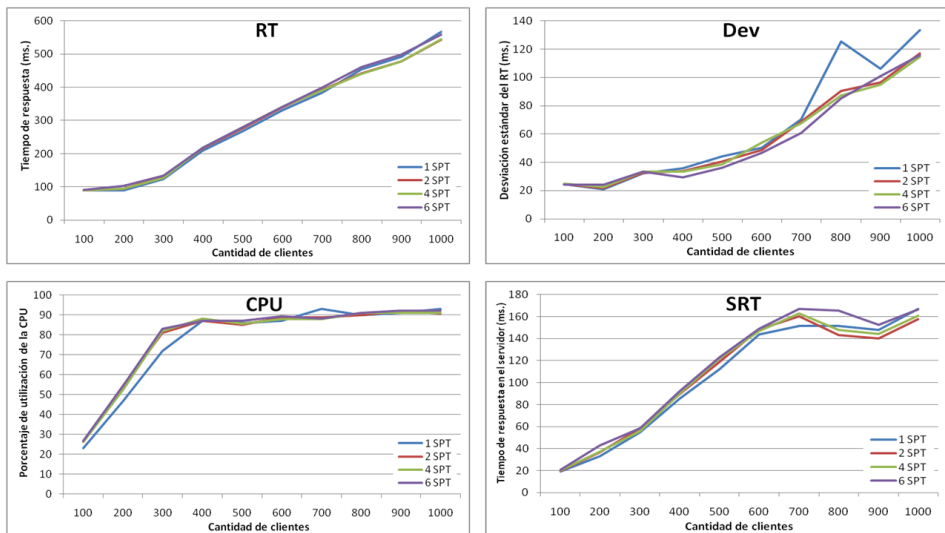 RT
Tiempo de respuesta (ms.)
600
500
400
300
200
100
0
1 SPT
2 SPT
4 SPT
6 SPT
100 200 300 400 500 600 700 800 900 1000
Cantidad de clientes
Dev
Desviación estándar del RT (ms.)
140
120
100
80
60
40
20
0
1 SPT
2 SPT
4 SPT
6 SPT
100 200 300 400 500 600 700 800 900 1000
Cantidad de clientes
CPU
Porcentaje de utilización de la CPU
100
90
80
70
60
50
40
30
20
10
0
1 SPT
2 SPT
4 SPT
6 SPT
100 200 300 400 500 600 700 800 900 1000
Cantidad de clientes
SRT
Tiempo de respuesta en el servidor (ms.)
180
160
140
120
100
80
60
40
20
0
1 SPT
2 SPT
4 SPT
6 SPT
100 200 300 400 500 600 700 800 900 1000
Cantidad de clientes